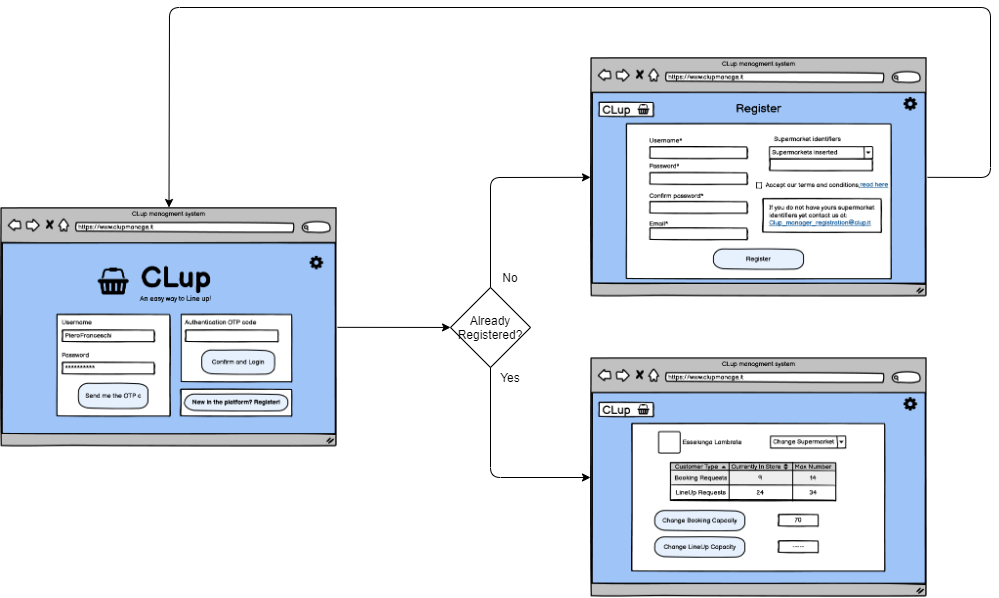 CLup managment system
https://www.clupmanage.it
CLup
An easy way to Line up!
Username
PieroFranceschi
Password
**********
Send me the OTP c
Authentication OTP code
Confirm and Login
New in the platform? Register!
Already
Registered?
No
Yes
CLup managment system
https://www.clupmanage.it
CLup
Register
Username*
Password*
Confirm password*
Email*
Supermarket identifiers
Supermarkets inserted
Accept our terms and conditions,read here
If you do not have yours supermarket
identifiers yet contact us at:
Clup_manager_registration@clup.it
Register
CLup managment system
https://www.clupmanage.it
CLup
Esselunga Lambrate
Change Supermarket
Customer Type Currently In Store Max Number
Booking Requests 9 14
LineUp Requests 24 34
Change Booking Capacity 70
Change LineUp Capacity -----